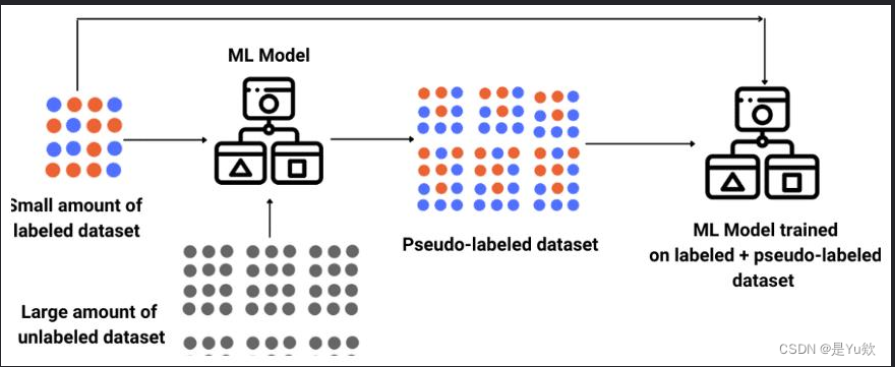 ML Model
Small amount of
labeled dataset
Pseudo-labeled dataset
ML Model trained
on labeled + pseudo-labeled
dataset
Large amount of
unlabeled dataset
CSDN @是Yu欸